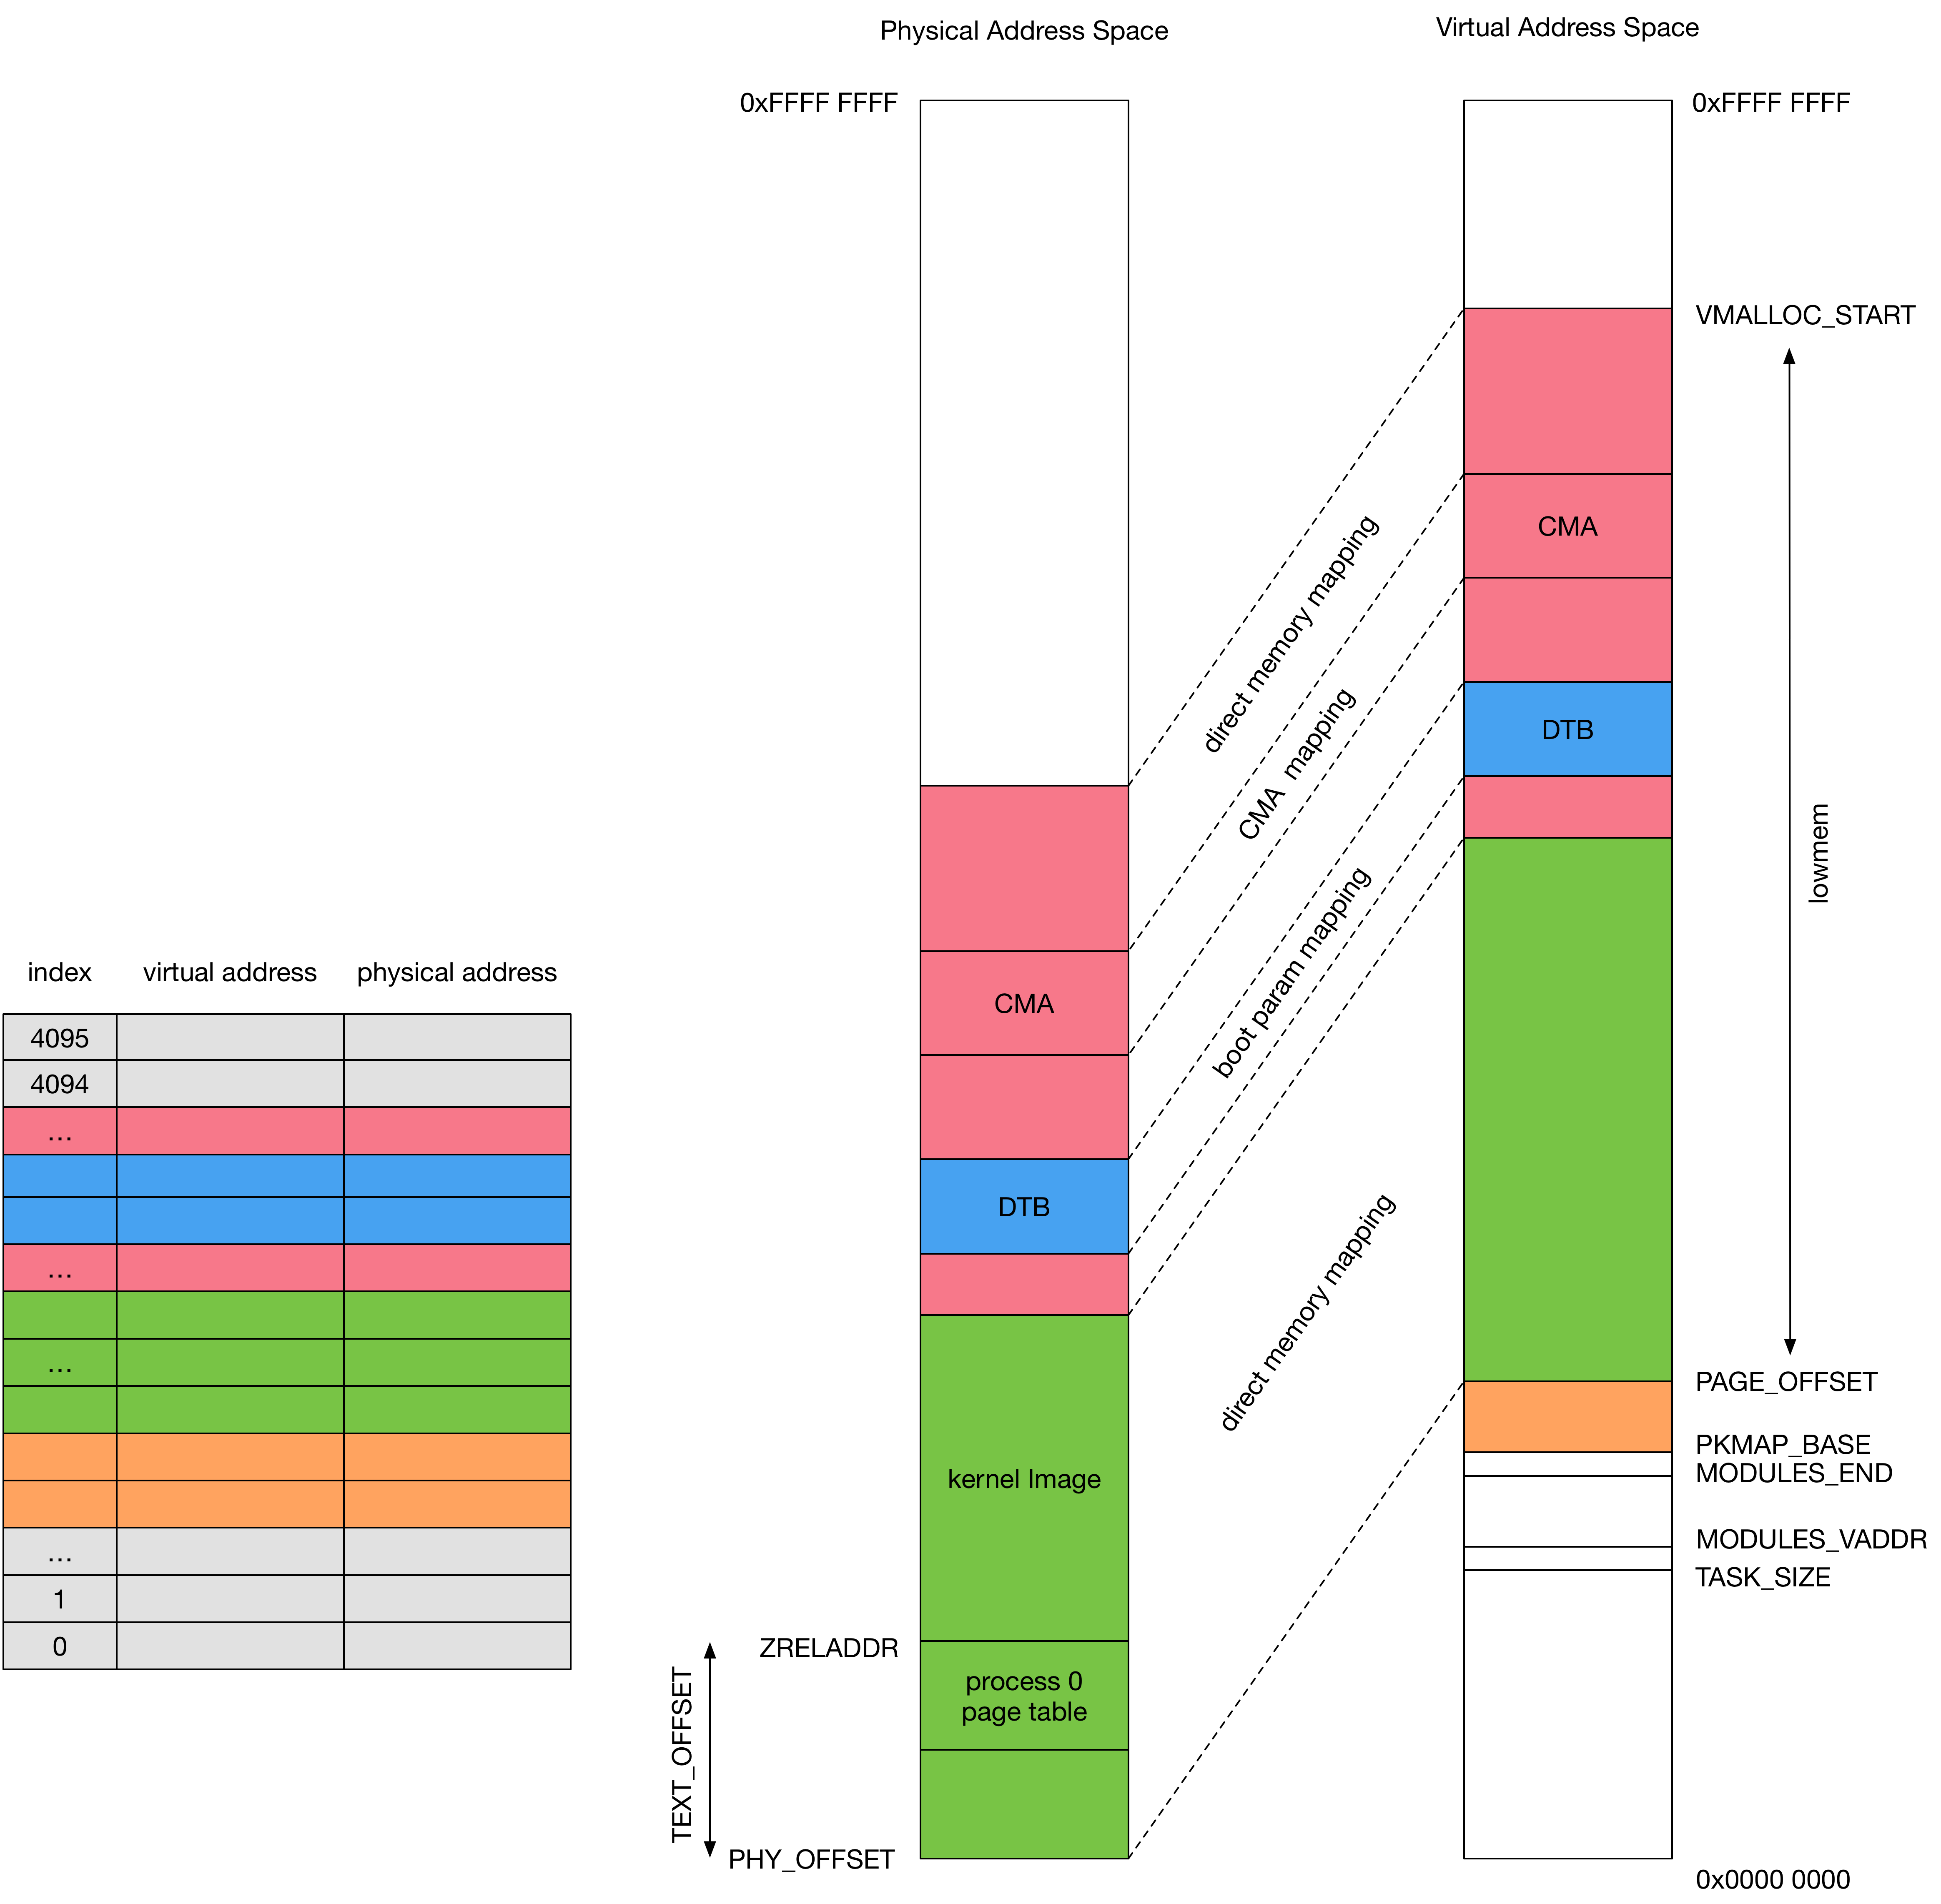 Physical Address Space
Virtual Address Space
0xFFFF FFFF
0xFFFF FFFF
VMALLOC_START
CMA
direct memory mapping
DTB
CMA  mapping
lowmem
boot param mapping
index
virtual address
physical address
4095
4094
...
...
...
...
1
0
CMA
DTB
direct memory mapping
PAGE_OFFSET
PKMAP_BASE
MODULES_END
kernel Image
MODULES_VADDR
TASK_SIZE
ZRELADDR
process 0
page table
TEXT_OFFSET
PHY_OFFSET
0x0000 0000